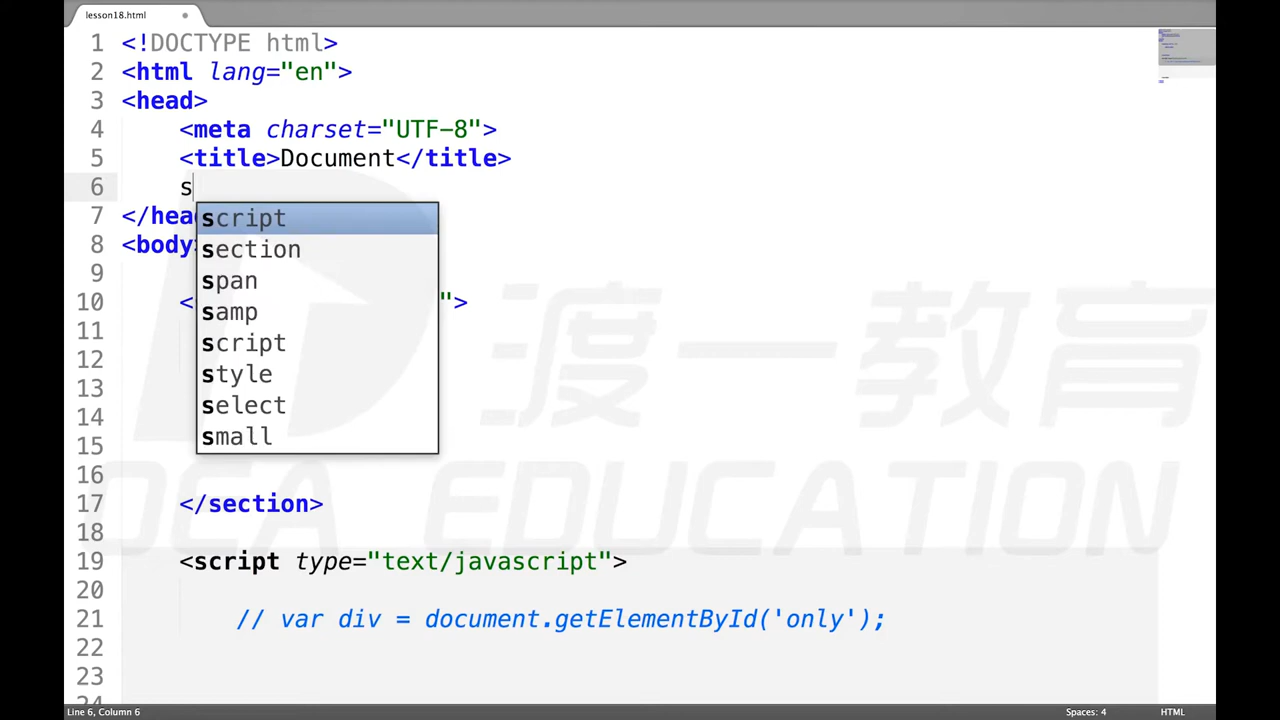 lesson18.html
1 <!DOCTYPE html>
2 <html lang="en">
3 <head>
4 <meta charset="UTF-8">
5 <title>Document</title>
6 s
7 </hea
script
8 <body
section
9
span
10 < ">
samp
11
script
12
style
13
select
14
small
15
16
17 </section>
18
19 <script type="text/javascript">
20
21 // var div = document.getElementById('only');
22
23
24
渡一教育
DCA EDUCATION
Line 6, Column 6
Spaces: 4
HTML